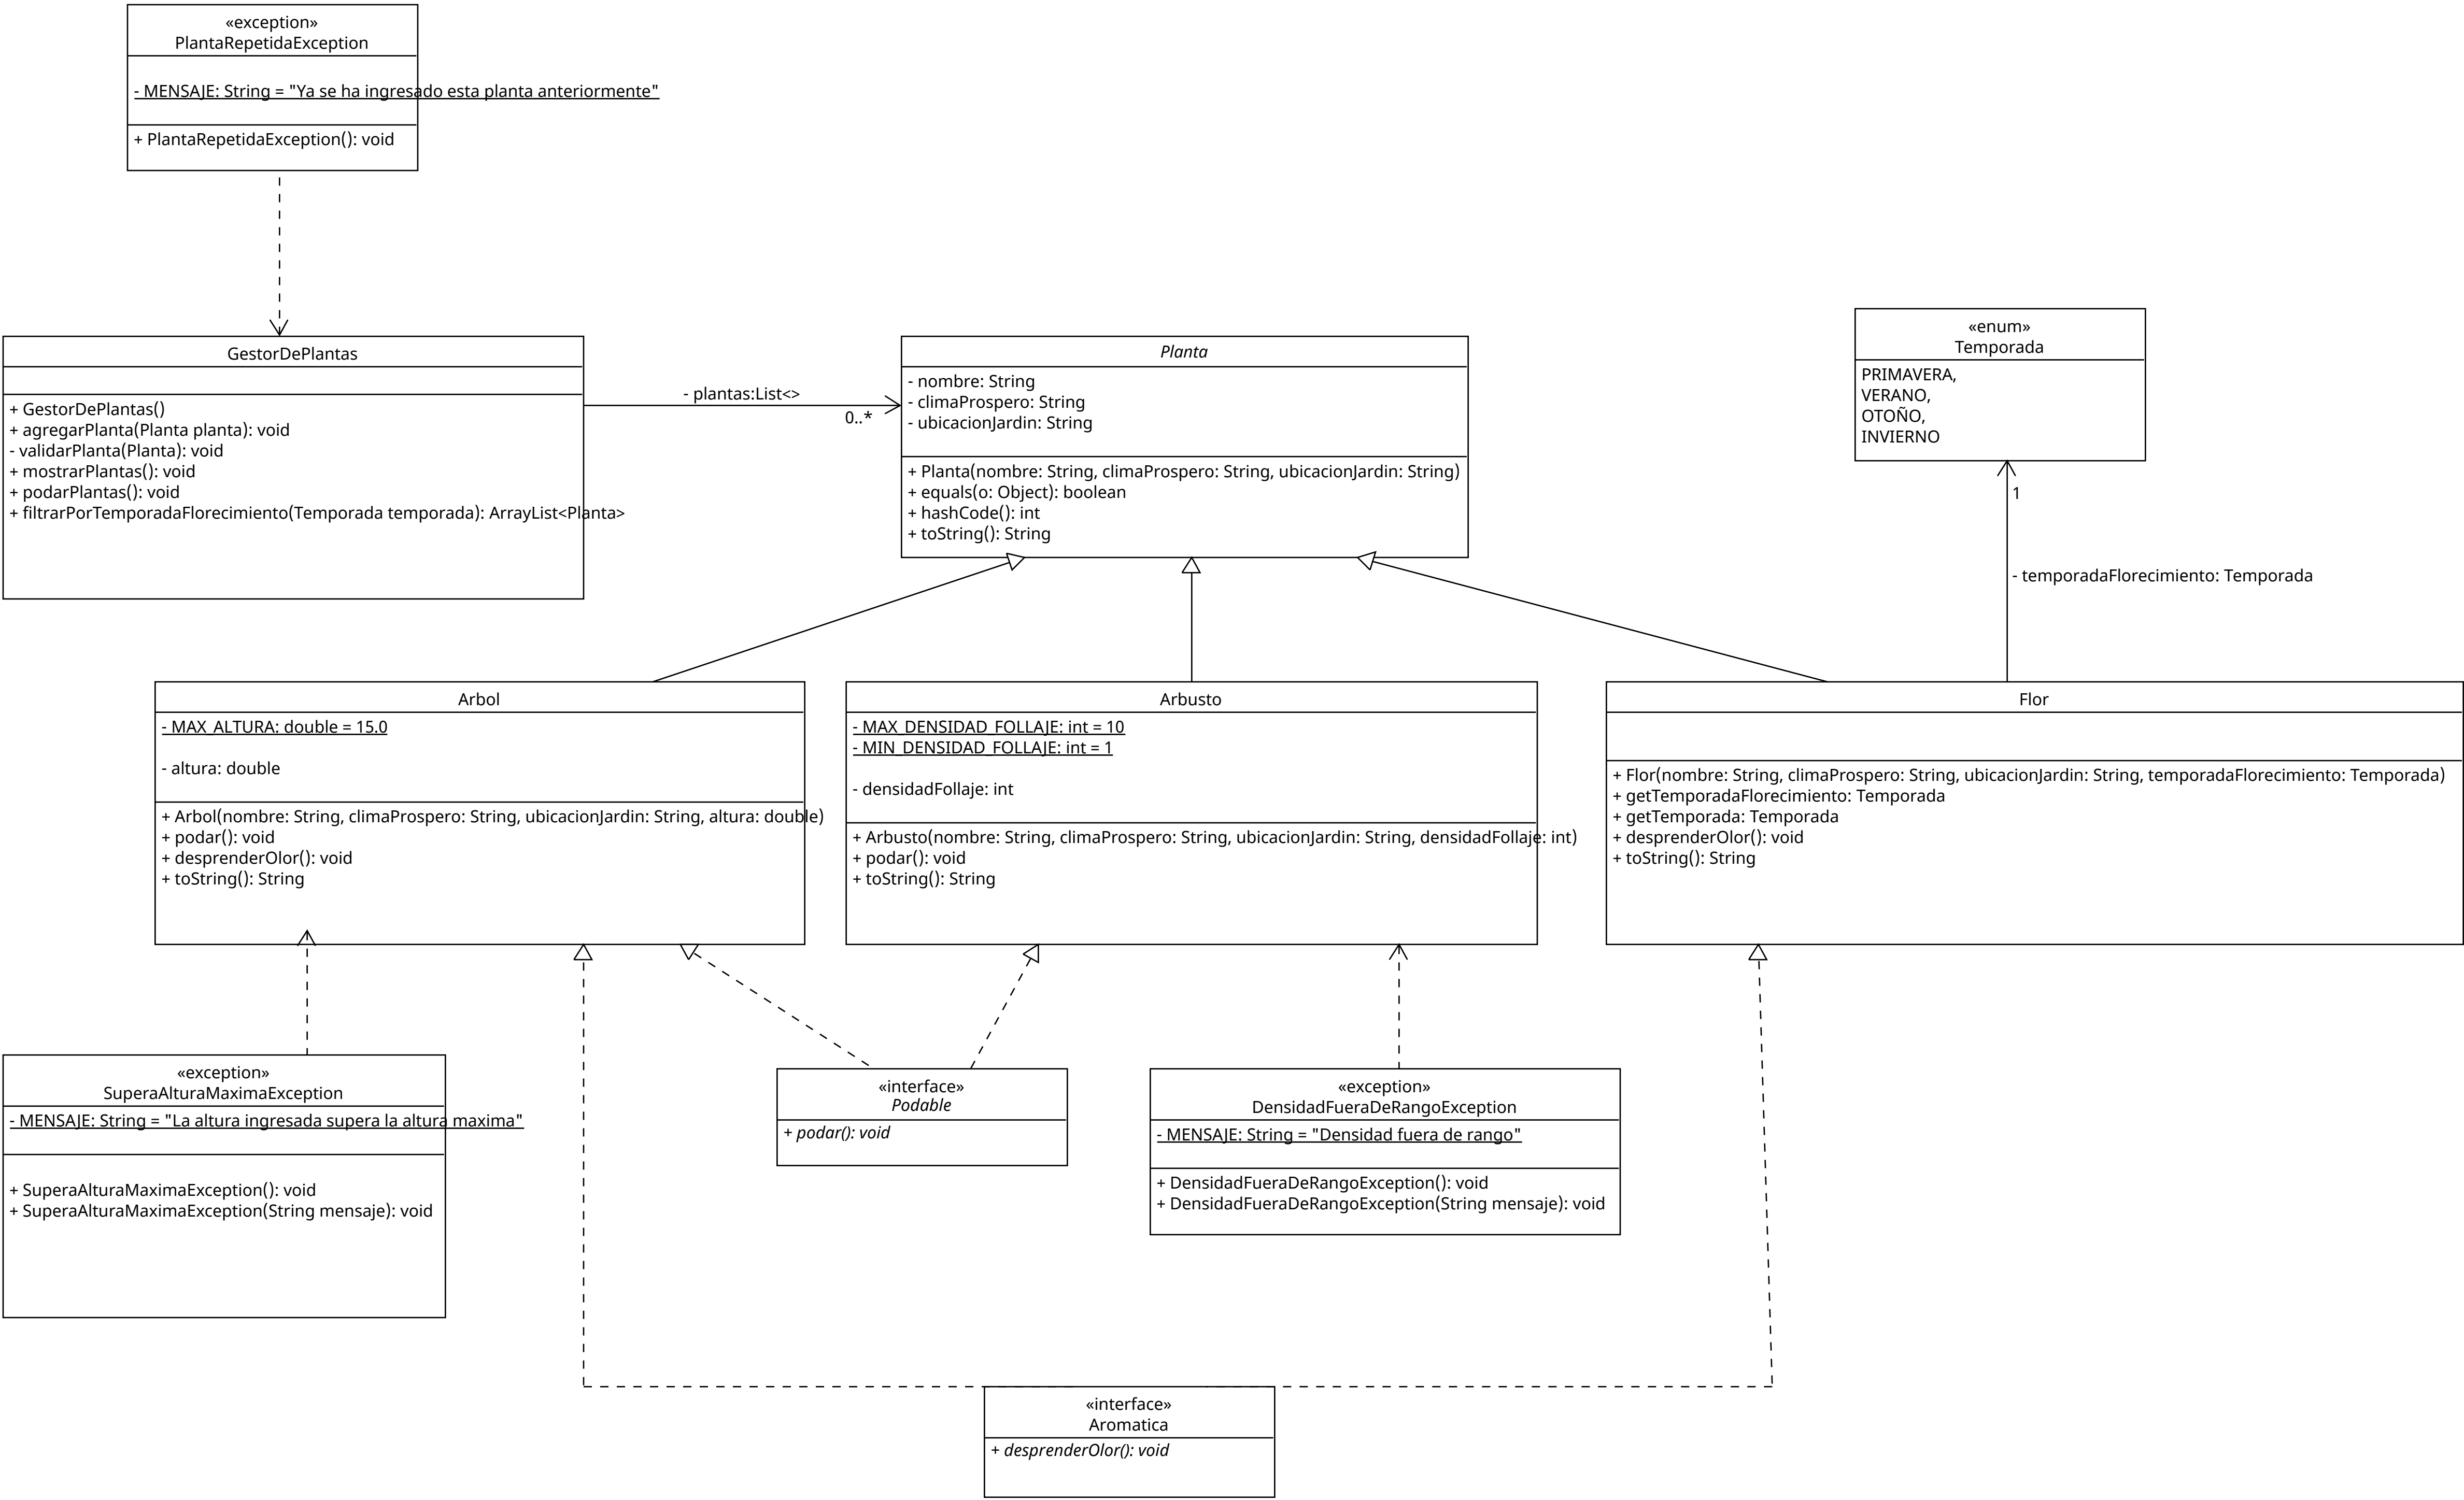 «exception»
PlantaRepetidaException
- MENSAJE: String = "Ya se ha ingresado esta planta anteriormente"
+ PlantaRepetidaException(): void
GestorDePlantas
+ GestorDePlantas()
+ agregarPlanta(Planta planta): void
- validarPlanta(Planta): void
+ mostrarPlantas(): void
+ podarPlantas(): void
+ filtrarPorTemporadaFlorecimiento(Temporada temporada): ArrayList<Planta>
- plantas:List<>
0..*
Planta
- nombre: String
- climaProspero: String
- ubicacionJardin: String
+ Planta(nombre: String, climaProspero: String, ubicacionJardin: String)
+ equals(o: Object): boolean
+ hashCode(): int
+ toString(): String
«enum»
Temporada
PRIMAVERA,
VERANO,
OTOÑO,
INVIERNO
1
- temporadaFlorecimiento: Temporada
Arbol
- MAX_ALTURA: double = 15.0
- altura: double
+ Arbol(nombre: String, climaProspero: String, ubicacionJardin: String, altura: double)
+ podar(): void
+ desprenderOlor(): void
+ toString(): String
Arbusto
- MAX_DENSIDAD_FOLLAJE: int = 10
- MIN_DENSIDAD_FOLLAJE: int = 1
- densidadFollaje: int
+ Arbusto(nombre: String, climaProspero: String, ubicacionJardin: String, densidadFollaje: int)
+ podar(): void
+ toString(): String
Flor
+ Flor(nombre: String, climaProspero: String, ubicacionJardin: String, temporadaFlorecimiento: Temporada)
+ getTemporadaFlorecimiento: Temporada
+ getTemporada: Temporada
+ desprenderOlor(): void
+ toString(): String
«exception»
SuperaAlturaMaximaException
- MENSAJE: String = "La altura ingresada supera la altura maxima"
+ SuperaAlturaMaximaException(): void
+ SuperaAlturaMaximaException(String mensaje): void
«interface»
Podable
+ podar(): void
«exception»
DensidadFueraDeRangoException
- MENSAJE: String = "Densidad fuera de rango"
+ DensidadFueraDeRangoException(): void
+ DensidadFueraDeRangoException(String mensaje): void
«interface»
Aromatica
+ desprenderOlor(): void